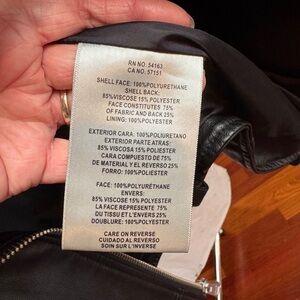 RN NO. 54163
CA NO. 57151
SHELL FACE: 100%POLYURETHANE
SHELL BACK:
85%VISCOSE 15% POLYESTER
FACE CONSTITUTES 75%
OF FABRIC AND BACK 25%
LINING: 100%POLYESTER
EXTERIOR CARA: 100%POLIURETANO
EXTERIOR PARTE ATRAS:
85% VISCOSA 15% POLIESTER
CARA COMPUESTO DE 75%
DE MATERIAL Y EL REVERSO 25%
FORRO: 100%POLIESTER
FACE: 100%POLYURÉTHANE
ENVERS:
85% VISCOSE 15% POLYESTER
LA FACE REPRESENTE 75%
DU TISSU ET L'ENVERS 25%
DOUBLURE: 100%POLYESTER
CARE ON REVERSE
CUIDADO AL REVERSO
SOIN SUR L'INVERSE